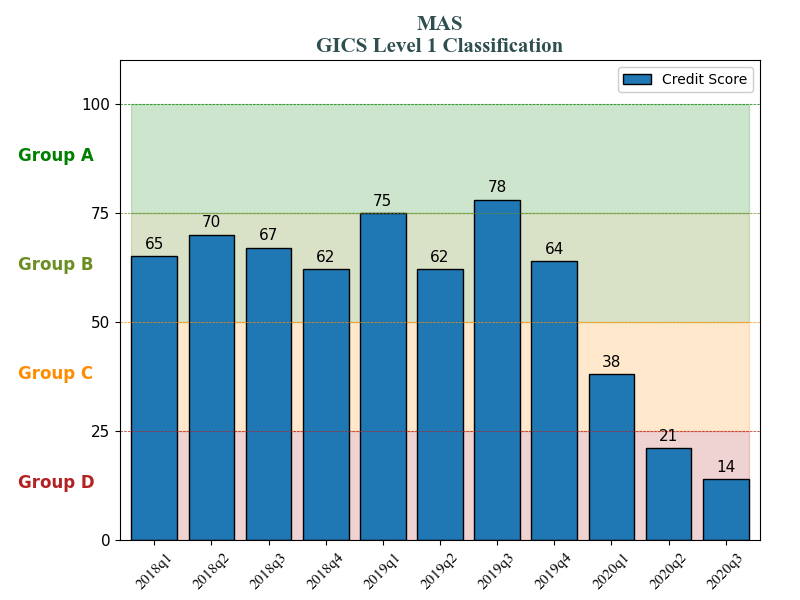 MAS
GICS Level 1 Classification
Credit Score
100
Group A
78
75
75
70
67
65
62
62
64
Group B
50
38
Group C
25
21
14
Group D
0
2018q1
2018q2
2018q3
2018q4
2019q1
2019q2
2019q3
2019q4
2020q1
2020q2
2020q3